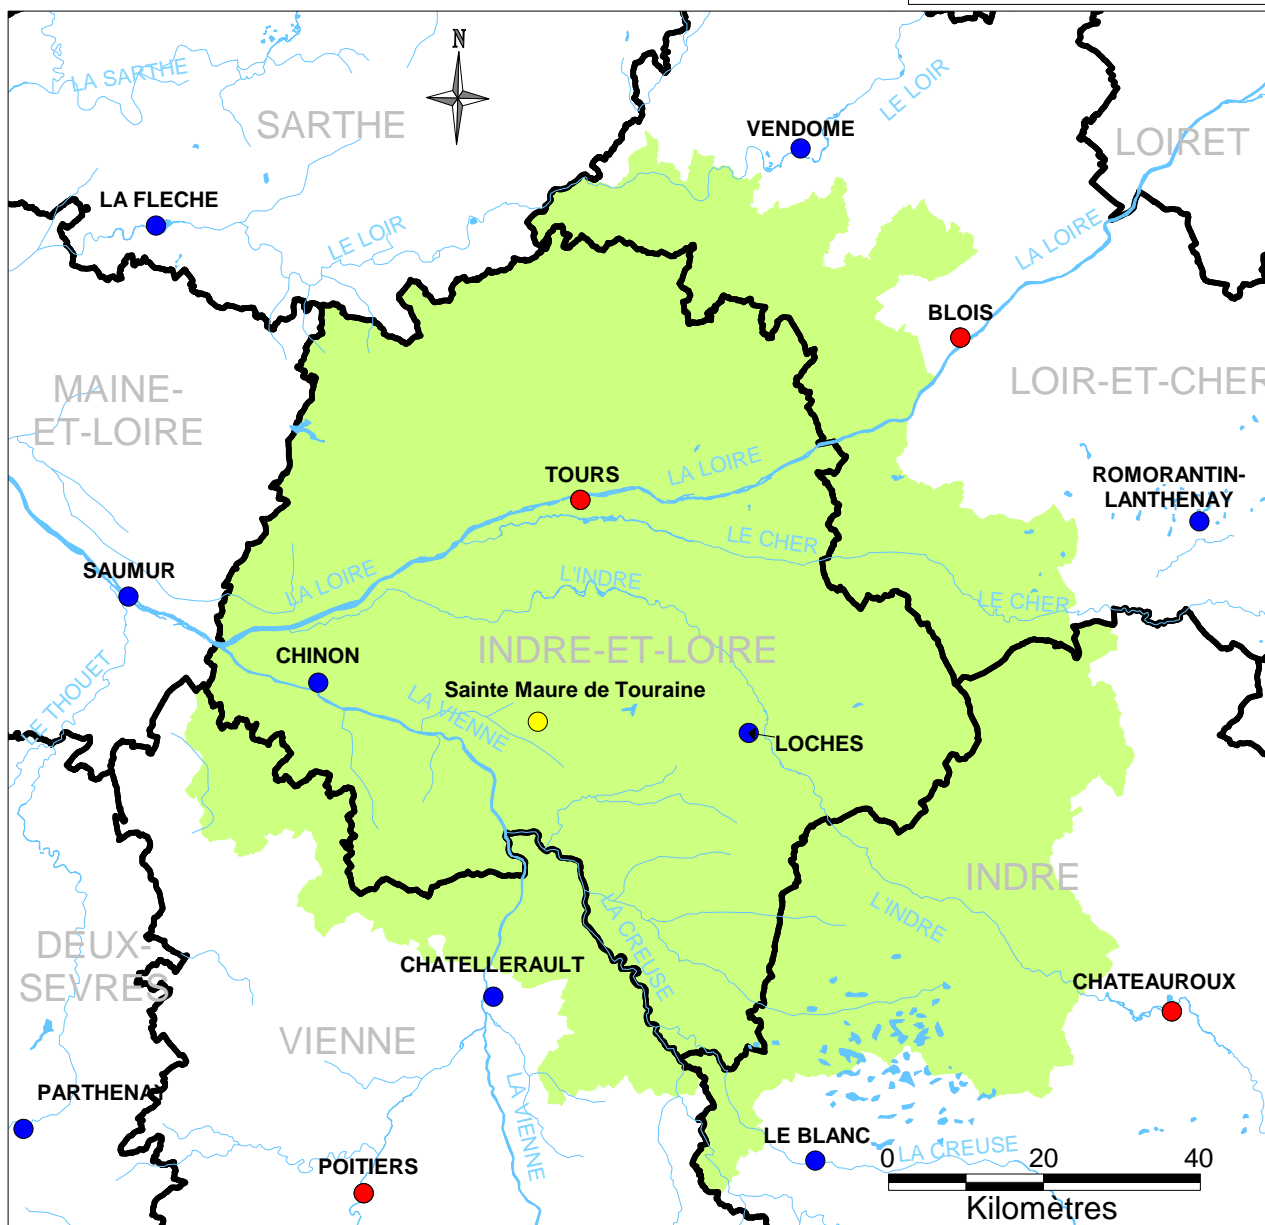 N
LA SARTHE
SARTHE
LE LOIR
VENDOME
LOIRET
LA FLECHE
LE LOIR
LA LOIRE
BLOIS
MAINE-
ET-LOIRE
LOIR-ET-CHER
TOURS
LA LOIRE
ROMORANTIN-
LANTHENAY
LE CHER
SAUMUR
LA LOIRE
L'INDRE
LE CHER
CHINON
INDRE-ET-LOIRE
Sainte Maure de Touraine
LE THOUET
LA VIENNE
LOCHES
INDRE
L'INDRE
LA CREUSE
DEUX-
SEVRES
CHATELLERAULT
CHATEAUROUX
VIENNE
PARTHENAY
LA VIENNE
LE BLANC
LA CREUSE
POITIERS
0 20 40
Kilomètres